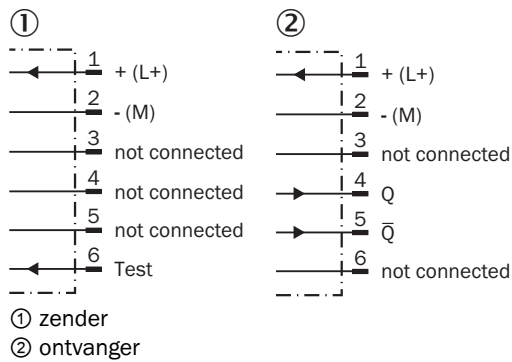 ①
1 + (L+)
2 - (M)
3 not connected
4 not connected
5 not connected
6 Test
②
1 + (L+)
2 - (M)
3 not connected
4 Q
5 Q̅
6 not connected
① zender
② ontvanger